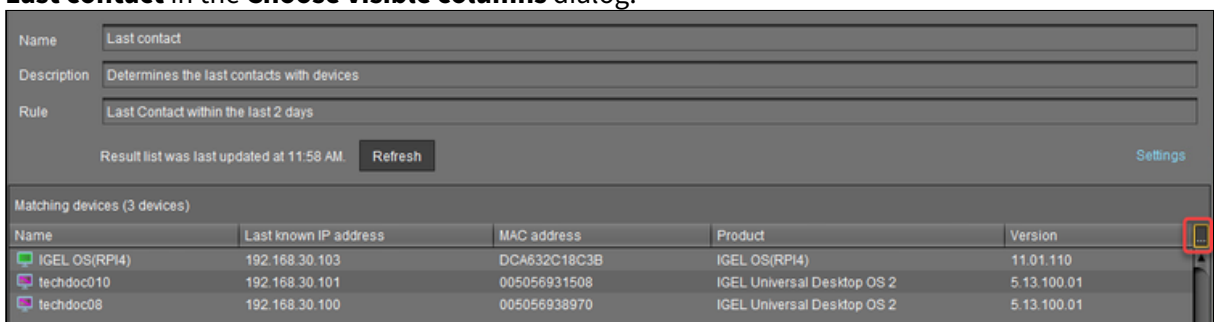 Last contact in the Choose visible columns dialog.
Name Last contact
Description Determines the last contacts with devices
Rule Last Contact within the last 2 days
Result list was last updated at 11:58 AM. Refresh Settings
Matching devices (3 devices)
Name Last known IP address MAC address Product Version ...
IGEL OS(RPI4) 192.168.30.103 DCA632C18C3B IGEL OS(RPI4) 11.01.110
techdoc010 192.168.30.101 005056931508 IGEL Universal Desktop OS 2 5.13.100.01
techdoc08 192.168.30.100 005056938970 IGEL Universal Desktop OS 2 5.13.100.01